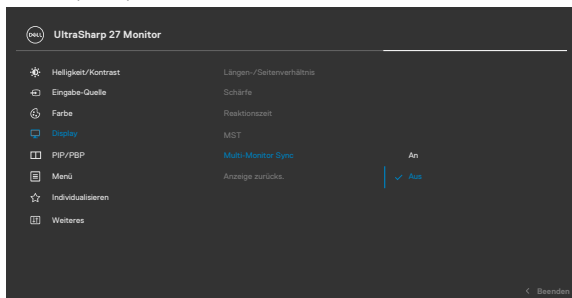 DELL UltraSharp 27 Monitor
Helligkeit/Kontrast Längen-/Seitenverhältnis
Eingabe-Quelle Schärfe
Farbe Reaktionszeit
Display MST
PIP/PBP Multi-Monitor Sync An
Menü Anzeige zurücks. Aus
Individualisieren
Weiteres
Beenden